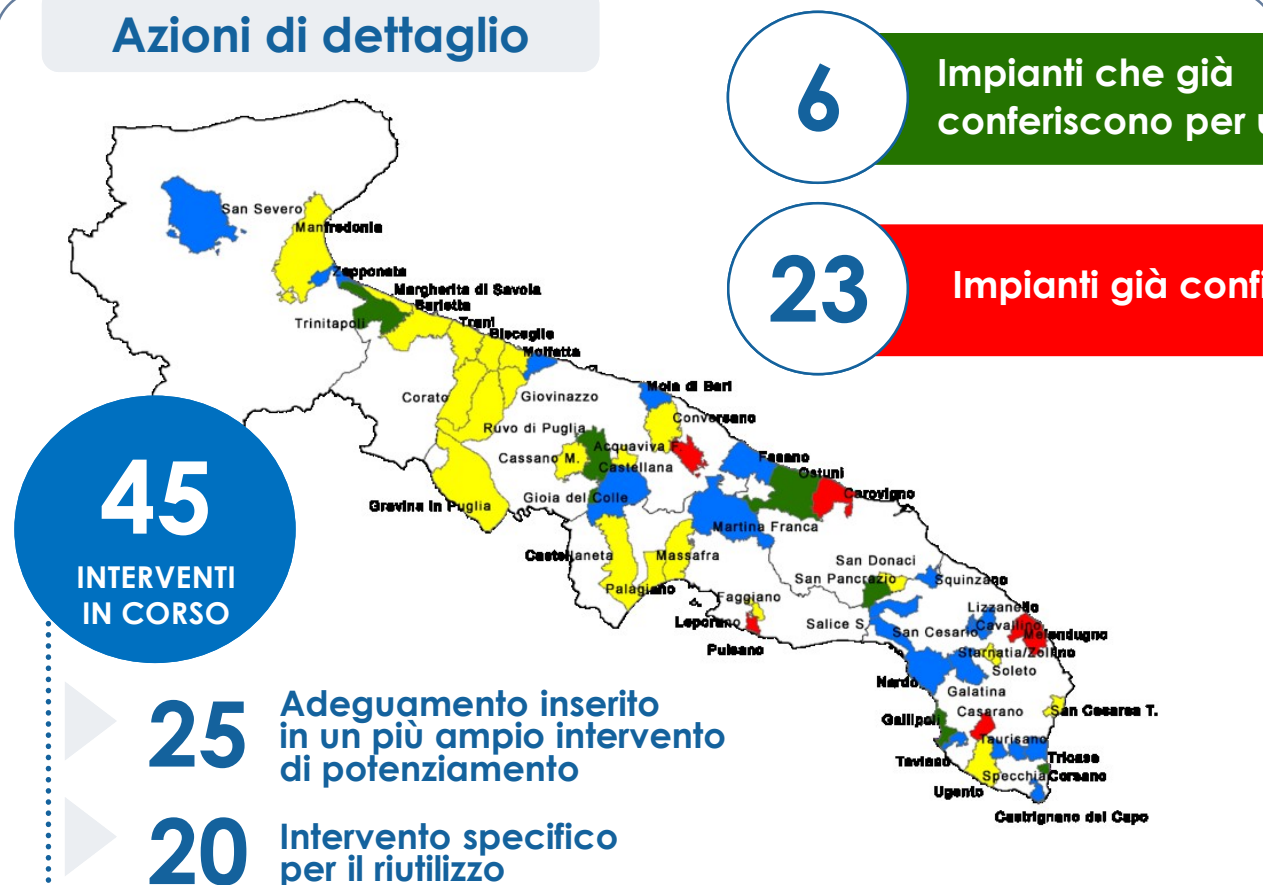 Azioni di dettaglio
6
Impianti che già
conferiscono per u
23
Impianti già confi
San Severo
Manfredonia
Zapponata
Margherita di Savoia
Barletta
Trinitapoli
Trani
Bisceglie
Molfetta
Corato
Giovinazzo
Mola di Bari
Conversano
Ruvo di Puglia
Acquaviva F.
Cassano M.
Castellana
Fasano
Ostuni
Carovigno
Gioia del Colle
Gravina in Puglia
Martina Franca
Castellaneta
Massafra
San Donaci
San Pancrazio
Squinzano
Palagiano
Faggiano
Lizzanello
Leporano
Salice S.
San Cesario
Cavallino
Melendugno
Pulsano
Sternatia/Zollino
Soleto
Nardo
Galatina
San Cesarea T.
Gallipoli
Casarano
Taurisano
Taviano
Tricase
Specchia
Corsano
Ugento
Castrignano del Capo
45
INTERVENTI
IN CORSO
25
Adeguamento inserito
in un più ampio intervento
di potenziamento
20
Intervento specifico
per il riutilizzo